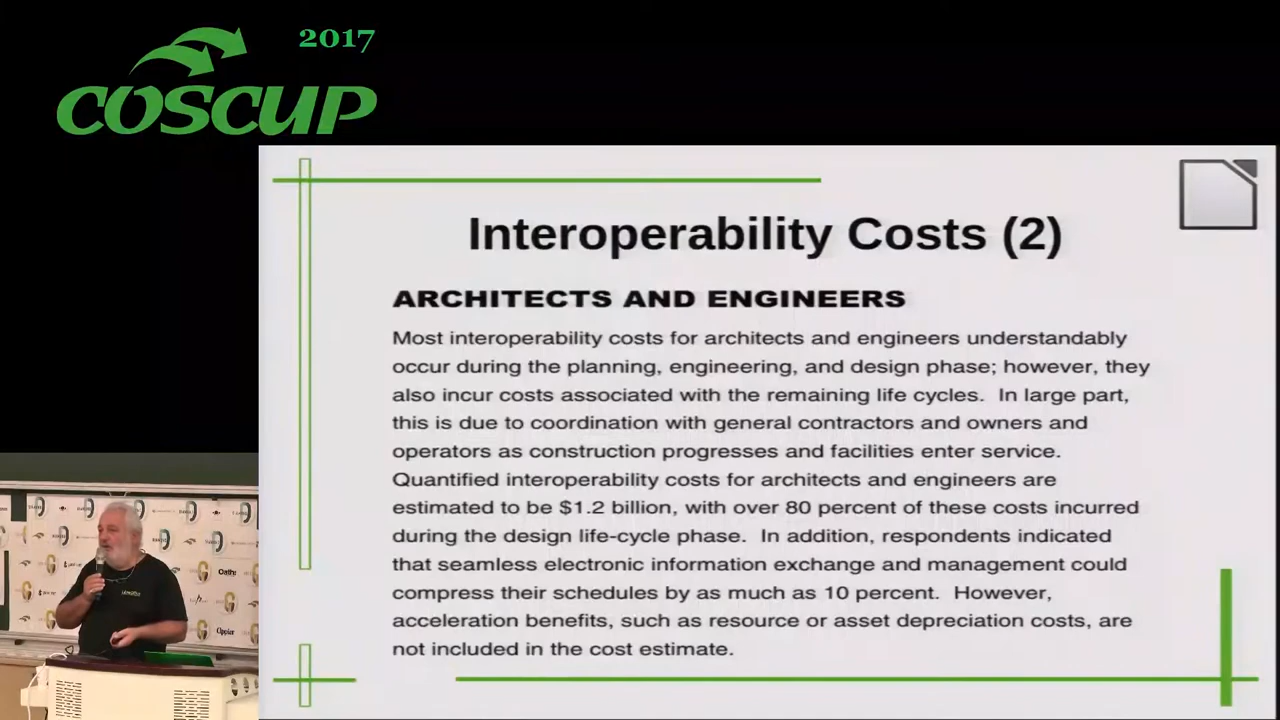 2017
COSCUP
Interoperability Costs (2)
ARCHITECTS AND ENGINEERS
Most interoperability costs for architects and engineers understandably
occur during the planning, engineering, and design phase; however, they
also incur costs associated with the remaining life cycles.  In large part,
this is due to coordination with general contractors and owners and
operators as construction progresses and facilities enter service.
Quantified interoperability costs for architects and engineers are
estimated to be $1.2 billion, with over 80 percent of these costs incurred
during the design life-cycle phase.  In addition, respondents indicated
that seamless electronic information exchange and management could
compress their schedules by as much as 10 percent.  However,
acceleration benefits, such as resource or asset depreciation costs, are
not included in the cost estimate.
Oath:
Appier